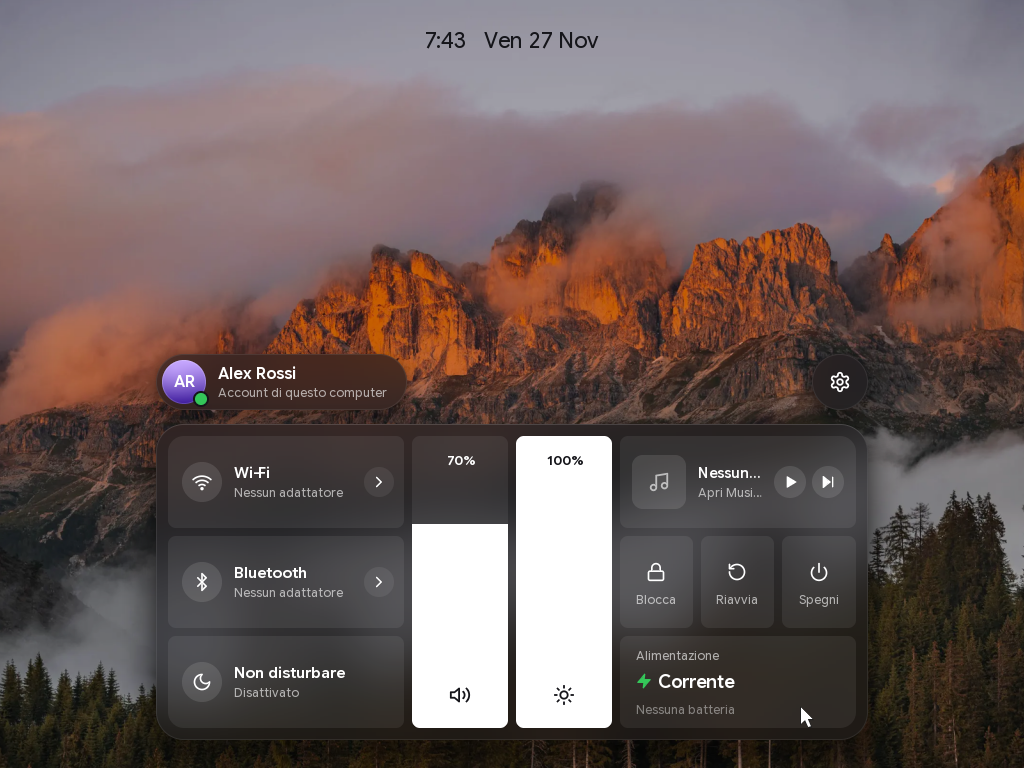 7:43 Ven 27 Nov
AR
Alex Rossi
Account di questo computer
Wi-Fi
Nessun adattatore
Bluetooth
Nessun adattatore
Non disturbare
Disattivato
70%
100%
Nessun...
Apri Musi...
Blocca
Riavvia
Spegni
Alimentazione
Corrente
Nessuna batteria